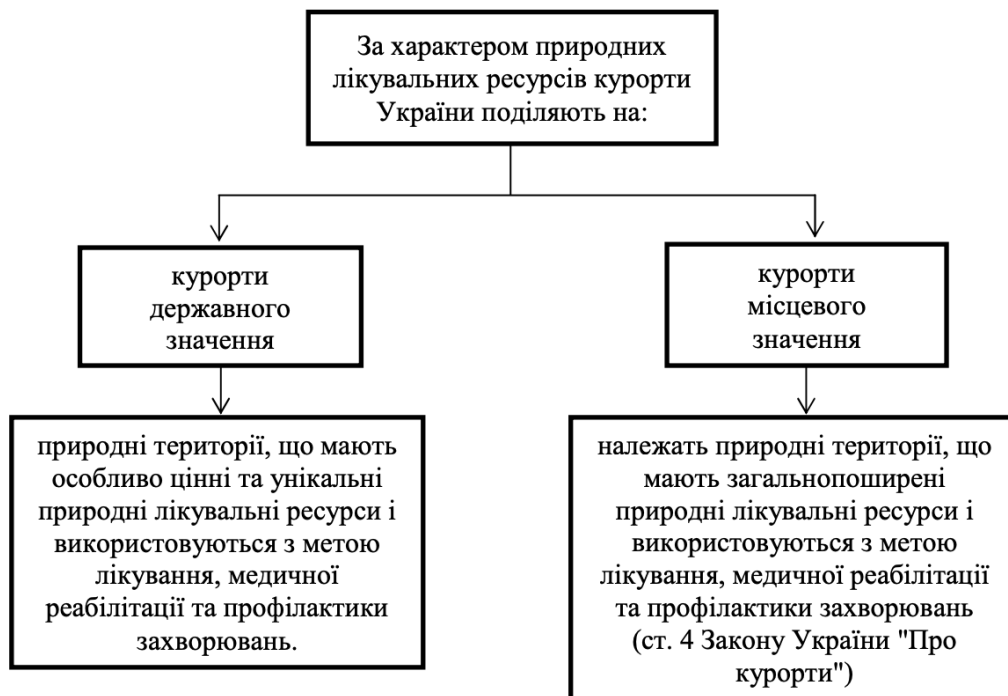 За характером природних
лікувальних ресурсів курорти
України поділяють на:
курорти
державного
значення
курорти
місцевого
значення
природні території, що мають
особливо цінні та унікальні
природні лікувальні ресурси і
використовуються з метою
лікування, медичної
реабілітації та профілактики
захворювань.
належать природні території, що
мають загальнопоширені
природні лікувальні ресурси і
використовуються з метою
лікування, медичної реабілітації
та профілактики захворювань
(ст. 4 Закону України "Про
курорти")